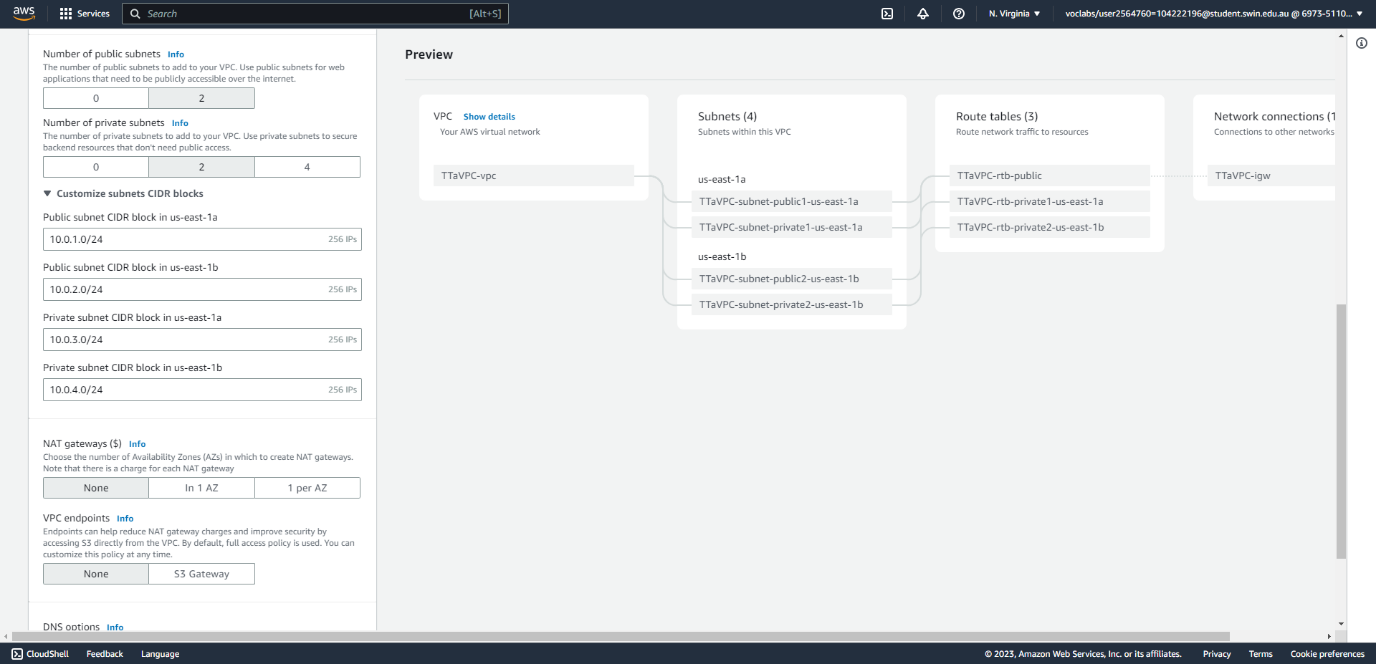 aws
Services
Search
[Alt+S]
N. Virginia
voclabs/user2564760=104222196@student.swin.edu.au @ 6973-5110...
Number of public subnets Info
The number of public subnets to add to your VPC. Use public subnets for web
applications that need to be publicly accessible over the internet.
0
2
Number of private subnets Info
The number of private subnets to add to your VPC. Use private subnets to secure
backend resources that don't need public access.
0
2
4
Customize subnets CIDR blocks
Public subnet CIDR block in us-east-1a
10.0.1.0/24 256 IPs
Public subnet CIDR block in us-east-1b
10.0.2.0/24 256 IPs
Private subnet CIDR block in us-east-1a
10.0.3.0/24 256 IPs
Private subnet CIDR block in us-east-1b
10.0.4.0/24 256 IPs
NAT gateways ($) Info
Choose the number of Availability Zones (AZs) in which to create NAT gateways.
Note that there is a charge for each NAT gateway
None
In 1 AZ
1 per AZ
VPC endpoints Info
Endpoints can help reduce NAT gateway charges and improve security by
accessing S3 directly from the VPC. By default, full access policy is used. You can
customize this policy at any time.
None
S3 Gateway
DNS options Info
Preview
VPC Show details
Your AWS virtual network
TTaVPC-vpc
Subnets (4)
Subnets within this VPC
us-east-1a
TTaVPC-subnet-public1-us-east-1a
TTaVPC-subnet-private1-us-east-1a
us-east-1b
TTaVPC-subnet-public2-us-east-1b
TTaVPC-subnet-private2-us-east-1b
Route tables (3)
Route network traffic to resources
TTaVPC-rtb-public
TTaVPC-rtb-private1-us-east-1a
TTaVPC-rtb-private2-us-east-1b
Network connections (1
Connections to other networks
TTaVPC-igw
CloudShell
Feedback
Language
© 2023, Amazon Web Services, Inc. or its affiliates.
Privacy
Terms
Cookie preferences